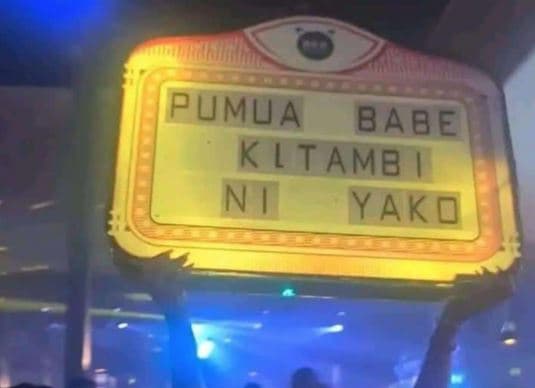 PUMUA BABE
KLTAMBI
NI YAKO